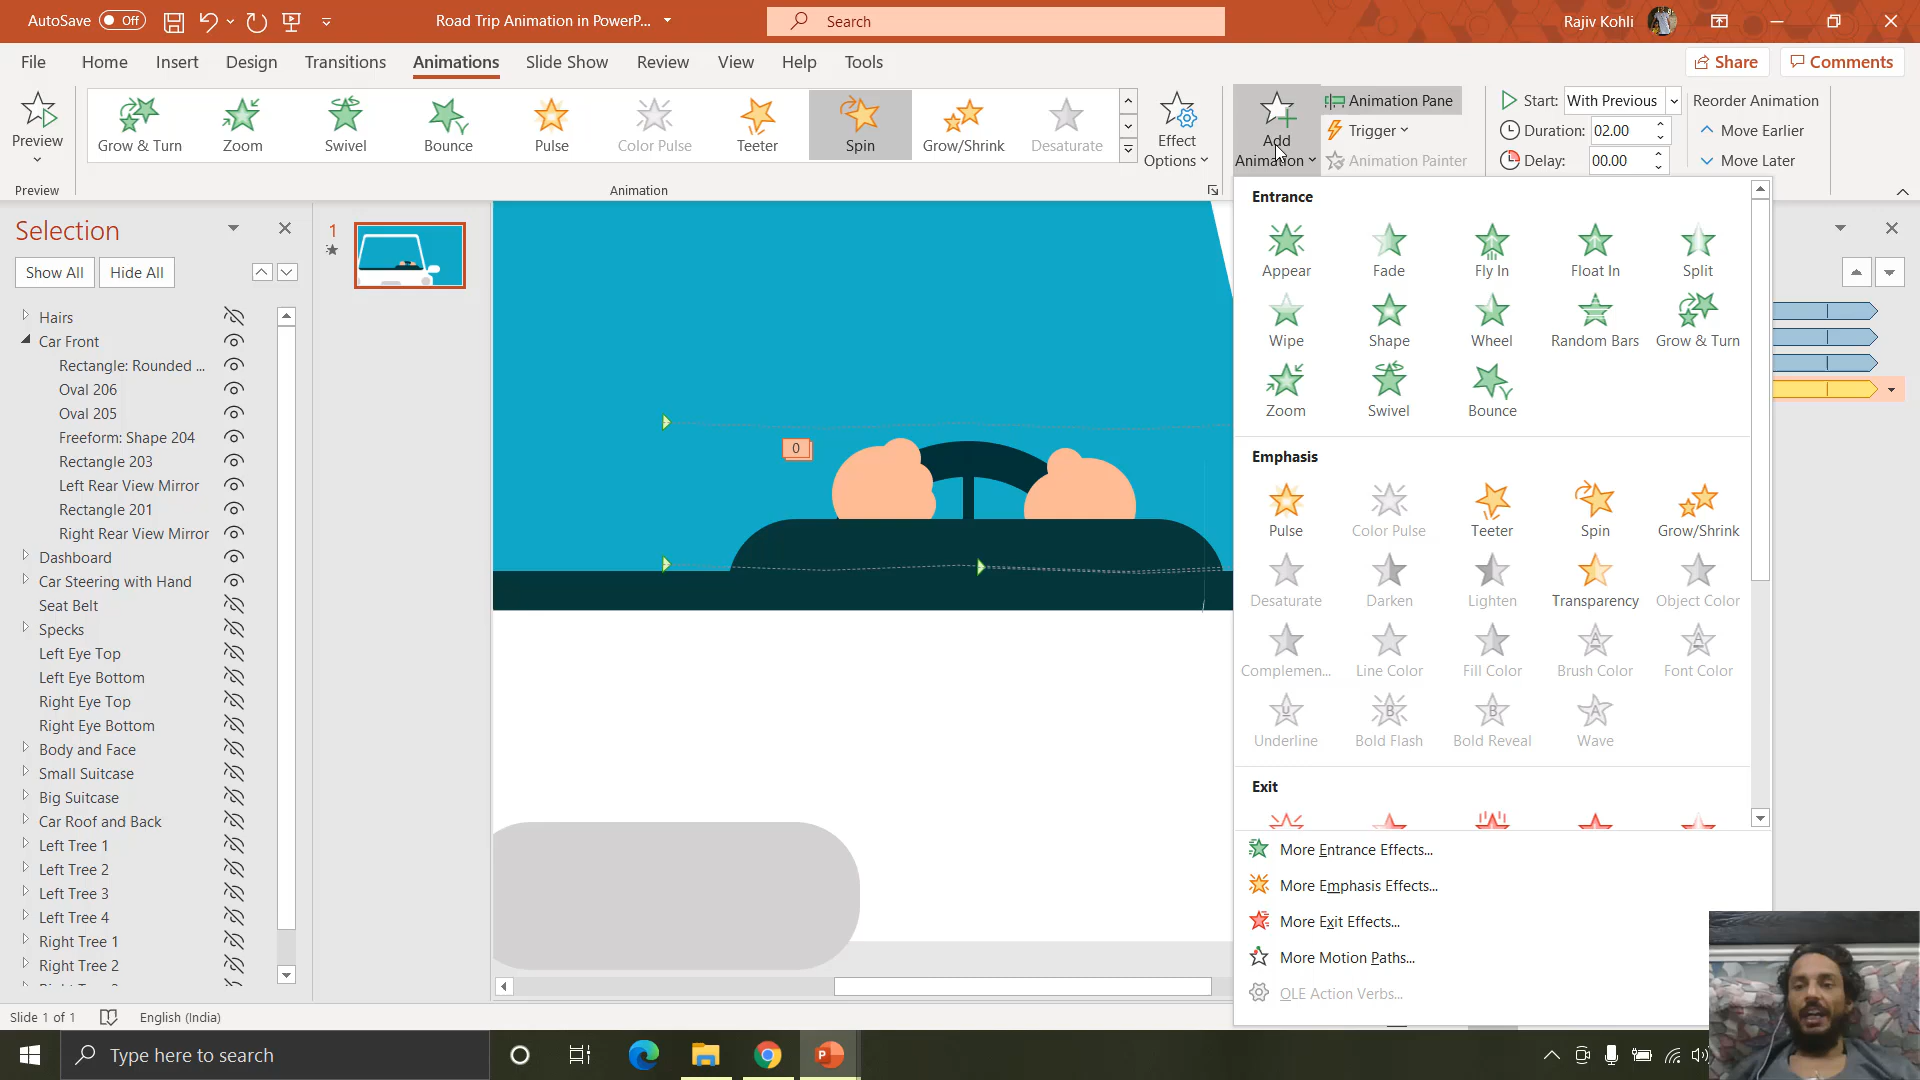 AutoSave Off
Road Trip Animation in PowerP...
Search
Rajiv Kohli
File Home Insert Design Transitions Animations Slide Show Review View Help Tools
Share
Comments
Preview
Preview
Grow & Turn
Zoom
Swivel
Bounce
Pulse
Color Pulse
Teeter
Spin
Grow/Shrink
Desaturate
Animation
Effect
Options
Add
Animation
Animation Pane
Trigger
Animation Painter
Start: With Previous
Duration: 02.00
Delay: 00.00
Reorder Animation
Move Earlier
Move Later
Selection
Show All
Hide All
Hairs
Car Front
Rectangle: Rounded ...
Oval 206
Oval 205
Freeform: Shape 204
Rectangle 203
Left Rear View Mirror
Rectangle 201
Right Rear View Mirror
Dashboard
Car Steering with Hand
Seat Belt
Specks
Left Eye Top
Left Eye Bottom
Right Eye Top
Right Eye Bottom
Body and Face
Small Suitcase
Big Suitcase
Car Roof and Back
Left Tree 1
Left Tree 2
Left Tree 3
Left Tree 4
Right Tree 1
Right Tree 2
1
0
Entrance
Appear Fade Fly In Float In Split
Wipe Shape Wheel Random Bars Grow & Turn
Zoom Swivel Bounce
Emphasis
Pulse Color Pulse Teeter Spin Grow/Shrink
Desaturate Darken Lighten Transparency Object Color
Complemen... Line Color Fill Color Brush Color Font Color
Underline Bold Flash Bold Reveal Wave
Exit
More Entrance Effects...
More Emphasis Effects...
More Exit Effects...
More Motion Paths...
OLE Action Verbs...
Slide 1 of 1
English (India)
Type here to search